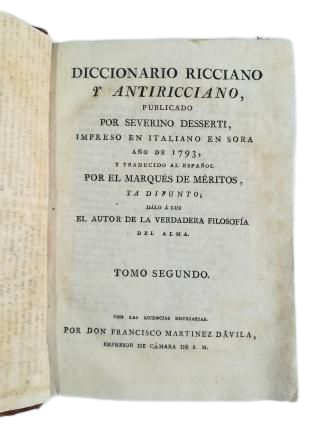 DICCIONARIO RICCIANO
Y ANTIRICCIANO,
PUBLICADO
POR SEVERINO DESSERTI,
IMPRESO EN ITALIANO EN SORA
AÑO DE 1793,
Y TRADUCIDO AL ESPAÑOL
POR EL MARQUÉS DE MÉRITOS,
YA DIFUNTO;
DÁLO Á LUZ
EL AUTOR DE LA VERDADERA FILOSOFÍA
DEL ALMA.
TOMO SEGUNDO.
CON LAS LICENCIAS NECESARIAS.
POR DON FRANCISCO MARTINEZ DÁVILA,
IMPRESOR DE CÁMARA DE S. M.